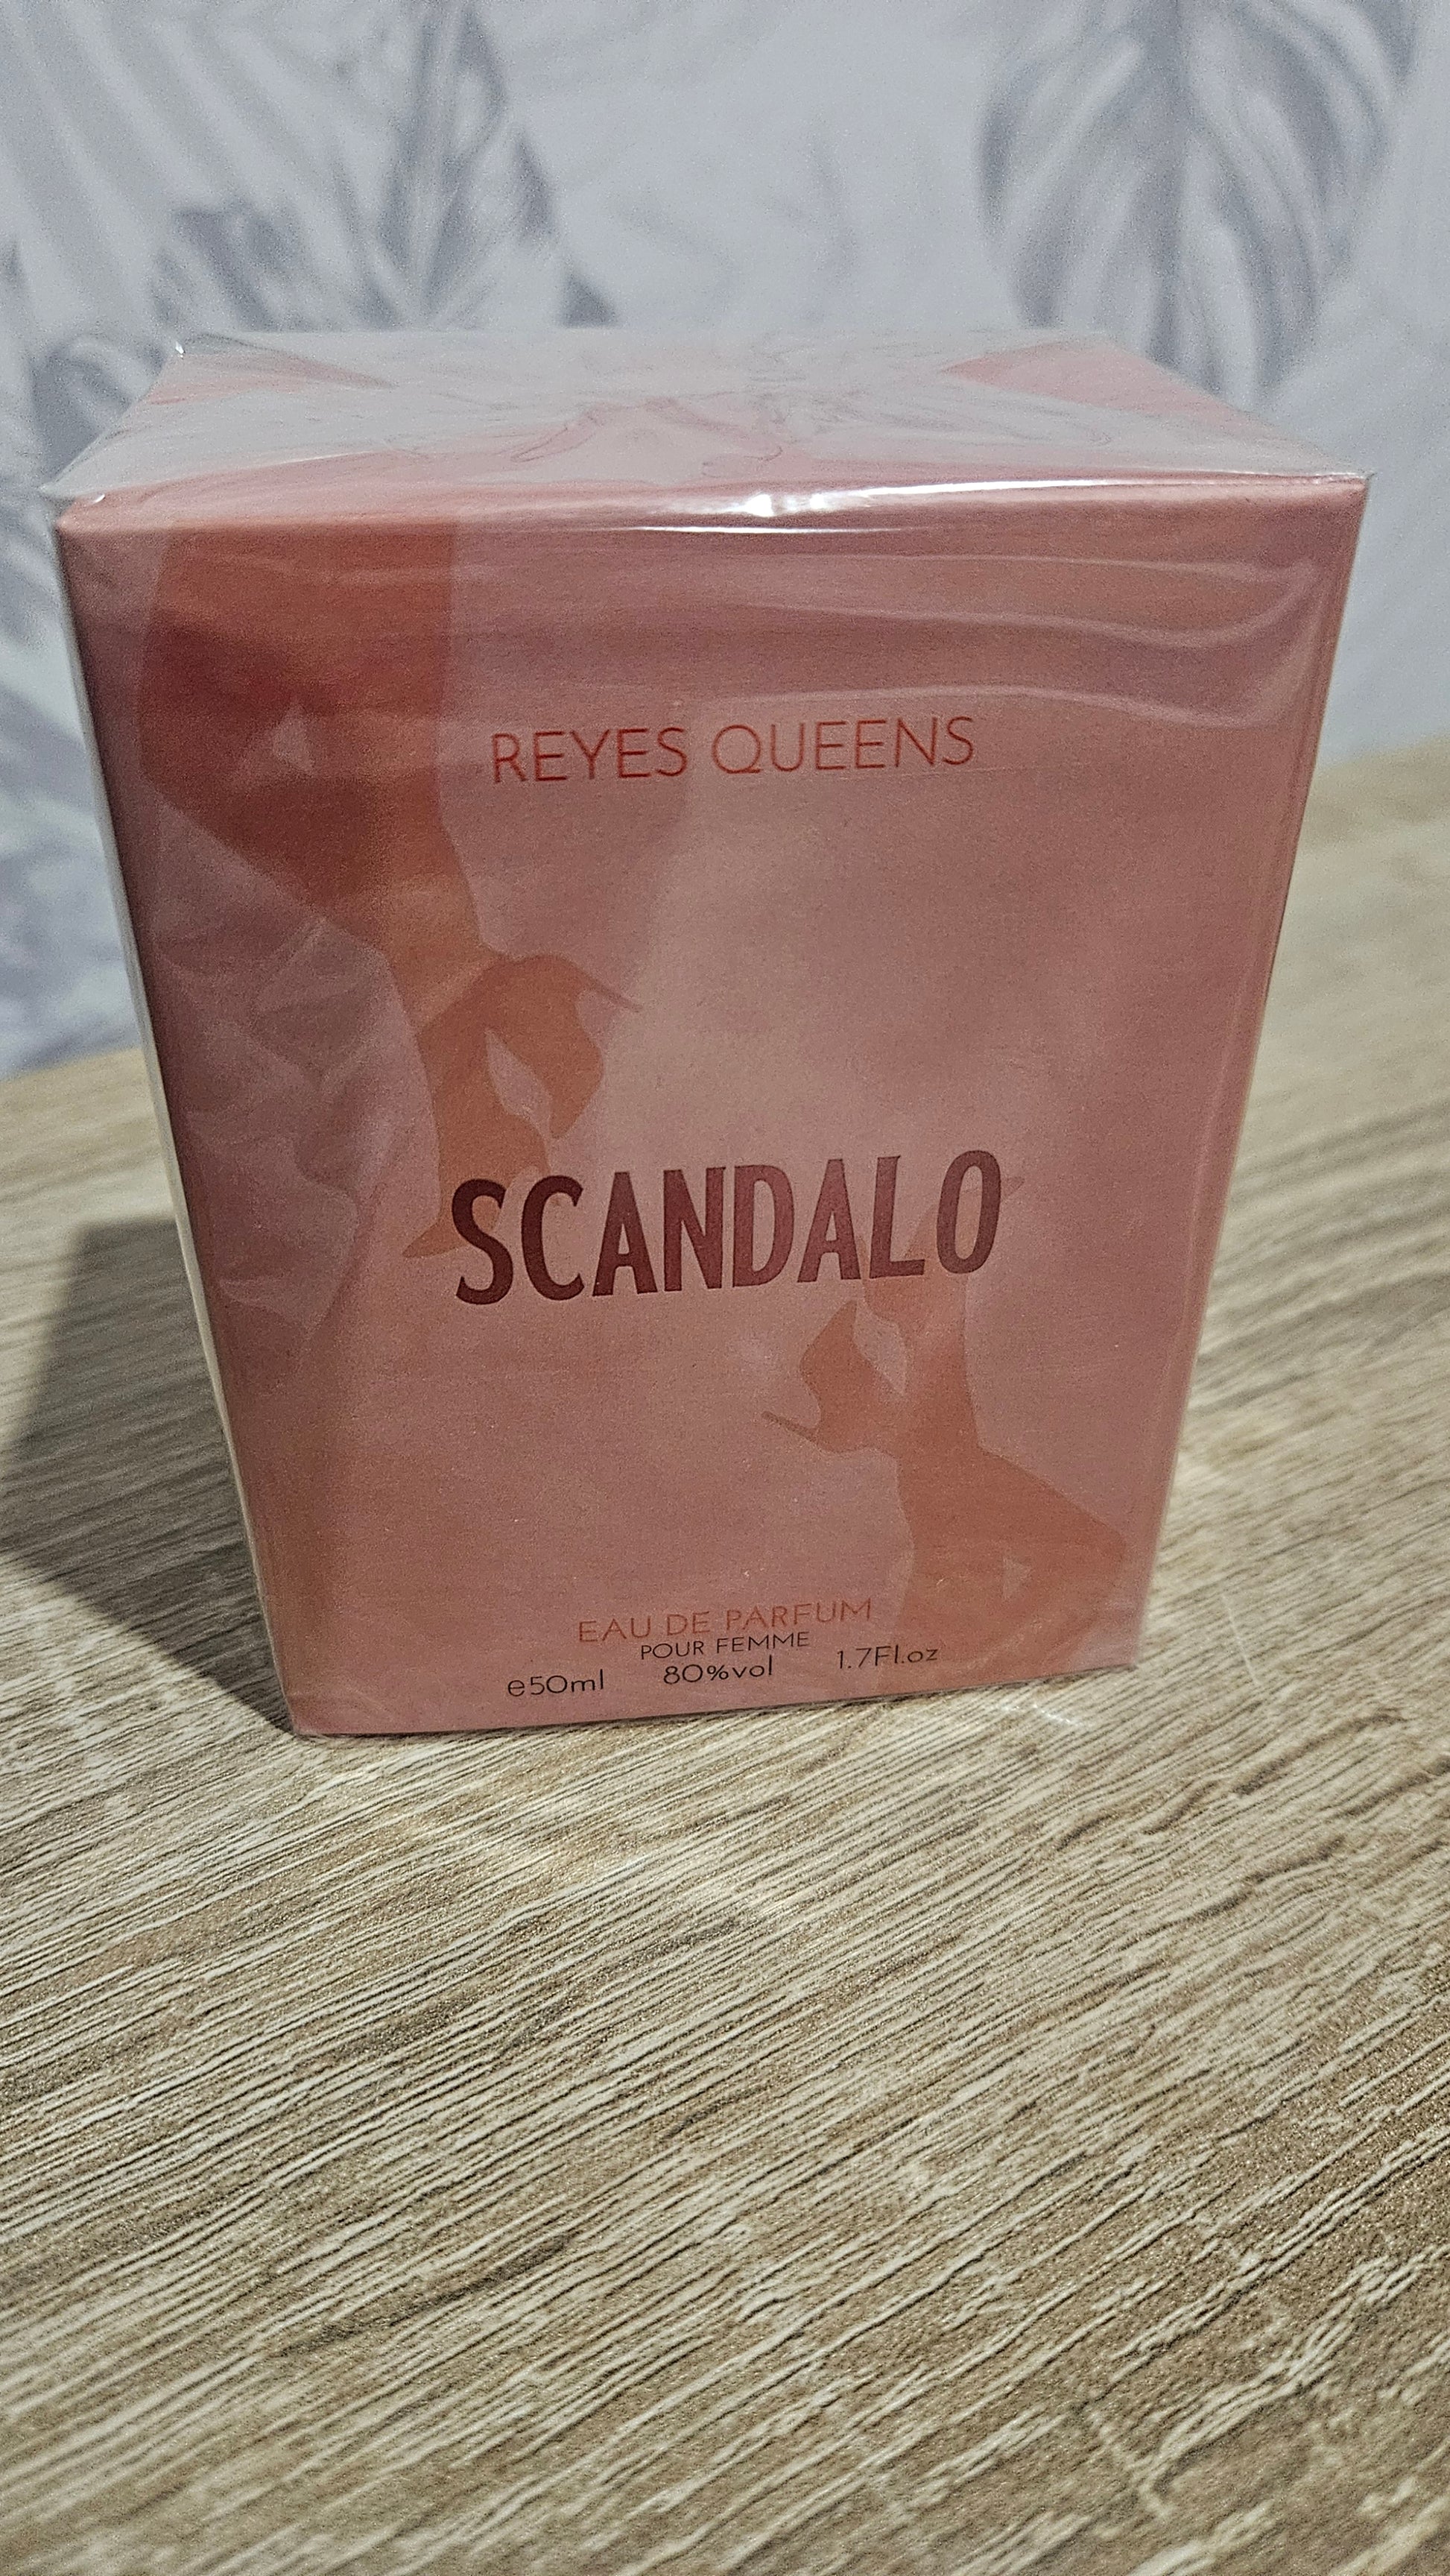 REYES QUEENS
SCANDALO
EAU DE PARFUM
POUR FEMME
e50ml 80%vol 1.7Fl.oz